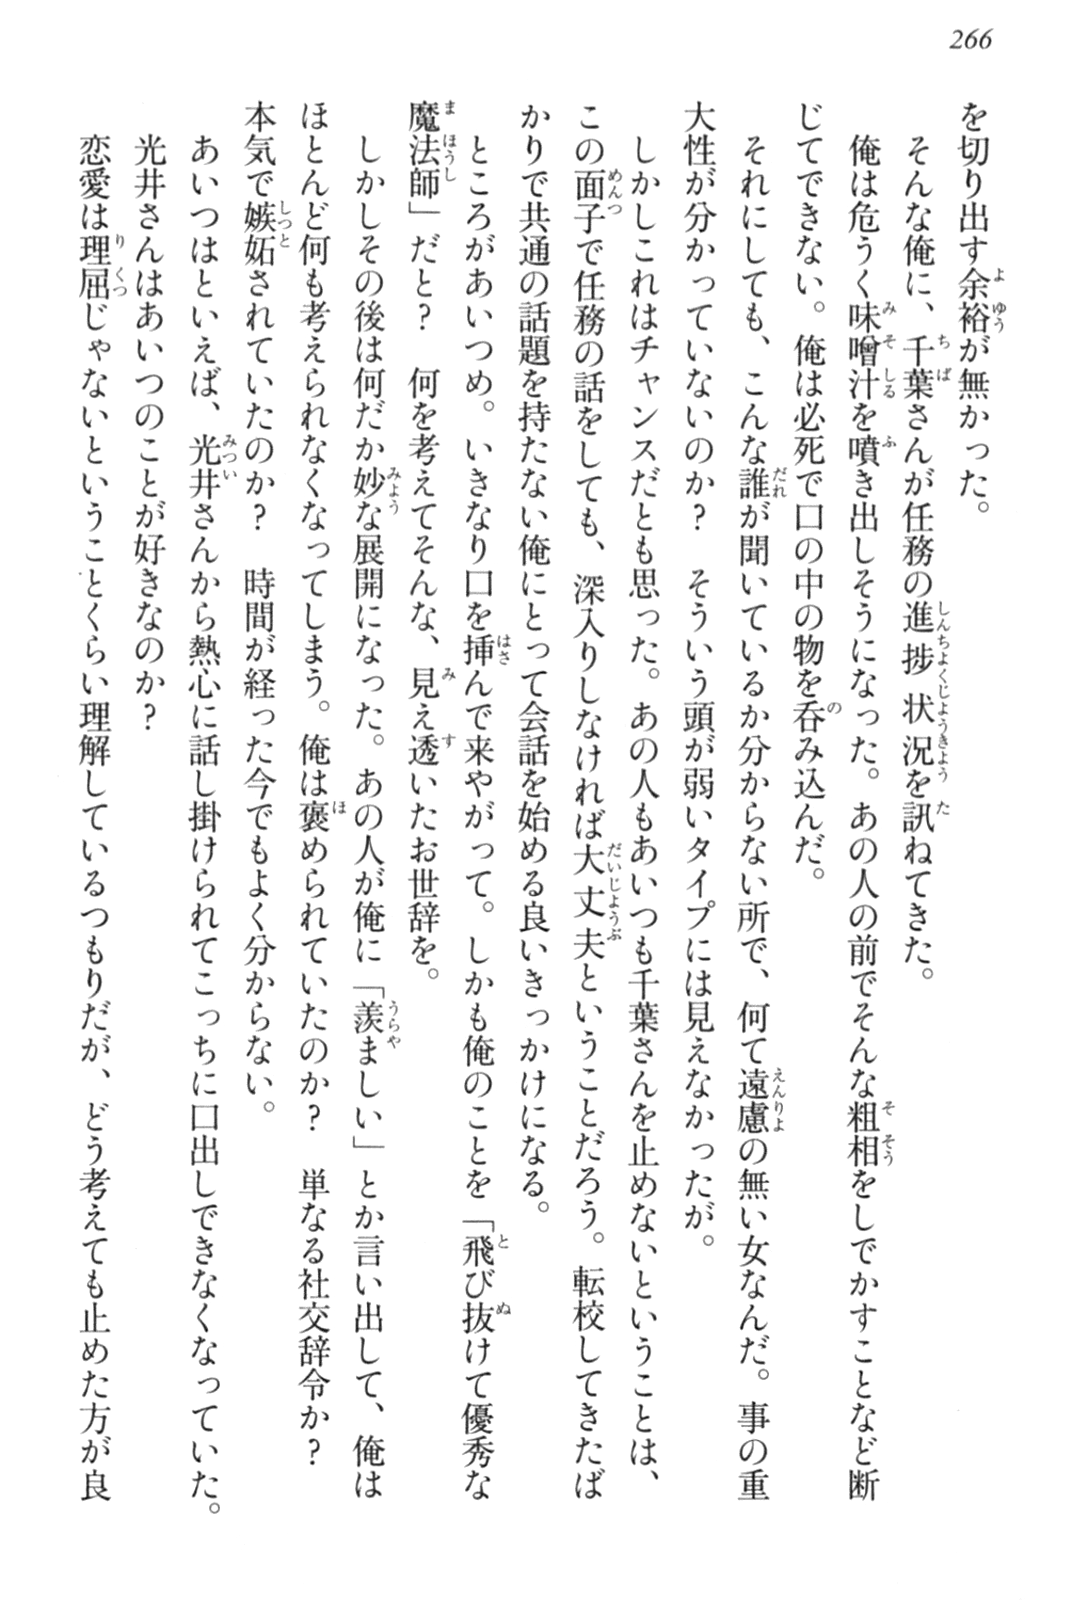 266
を切り出す余裕が無かった。
そんな俺に、千葉さんが任務の進捗状況を訊ねてきた。
俺は危うく味噌汁を噴き出しそうになった。あの人の前でそんな粗相をしでかすことなど断
じてできない。俺は必死で口の中の物を呑み込んだ。
それにしても、こんな誰が聞いているか分からない所で、何て遠慮の無い女なんだ。事の重
大性が分かっていないのか？　そういう頭が弱いタイプには見えなかったが。
しかしこれはチャンスだとも思った。あの人もあいつも千葉さんを止めないということは、
この面子で任務の話をしても、深入りしなければ大丈夫ということだろう。転校してきたば
かりで共通の話題を持たない俺にとって会話を始める良いきっかけになる。
ところがあいつめ。いきなり口を挿んで来やがって。しかも俺のことを「飛び抜けて優秀な
魔法師」だと？　何を考えてそんな、見え透いたお世辞を。
しかしその後は何だか妙な展開になった。あの人が俺に「羨ましい」とか言い出して、俺は
ほとんど何も考えられなくなってしまう。俺は褒められていたのか？　単なる社交辞令か？
本気で嫉妬されていたのか？　時間が経った今でもよく分からない。
あいつはといえば、光井さんから熱心に話し掛けられてこっちに口出しできなくなっていた。
光井さんはあいつのことが好きなのか？
恋愛は理屈じゃないということくらい理解しているつもりだが、どう考えても止めた方が良